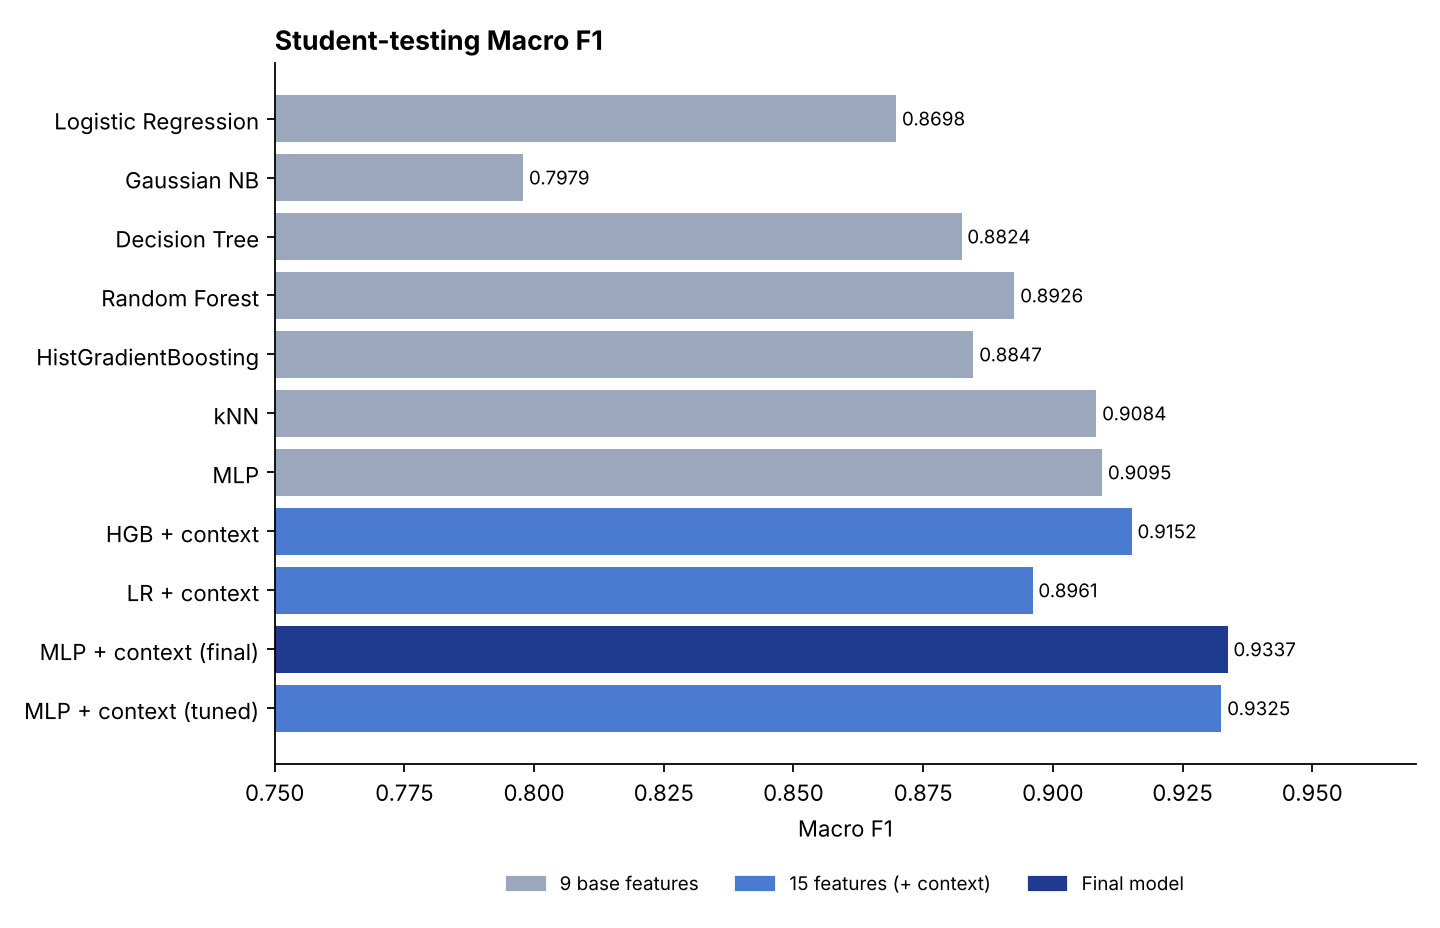 Student-testing Macro F1
Logistic Regression 0.8698
Gaussian NB 0.7979
Decision Tree 0.8824
Random Forest 0.8926
HistGradientBoosting 0.8847
kNN 0.9084
MLP 0.9095
HGB + context 0.9152
LR + context 0.8961
MLP + context (final) 0.9337
MLP + context (tuned) 0.9325
0.750 0.775 0.800 0.825 0.850 0.875 0.900 0.925 0.950
Macro F1
9 base features 15 features (+ context) Final model